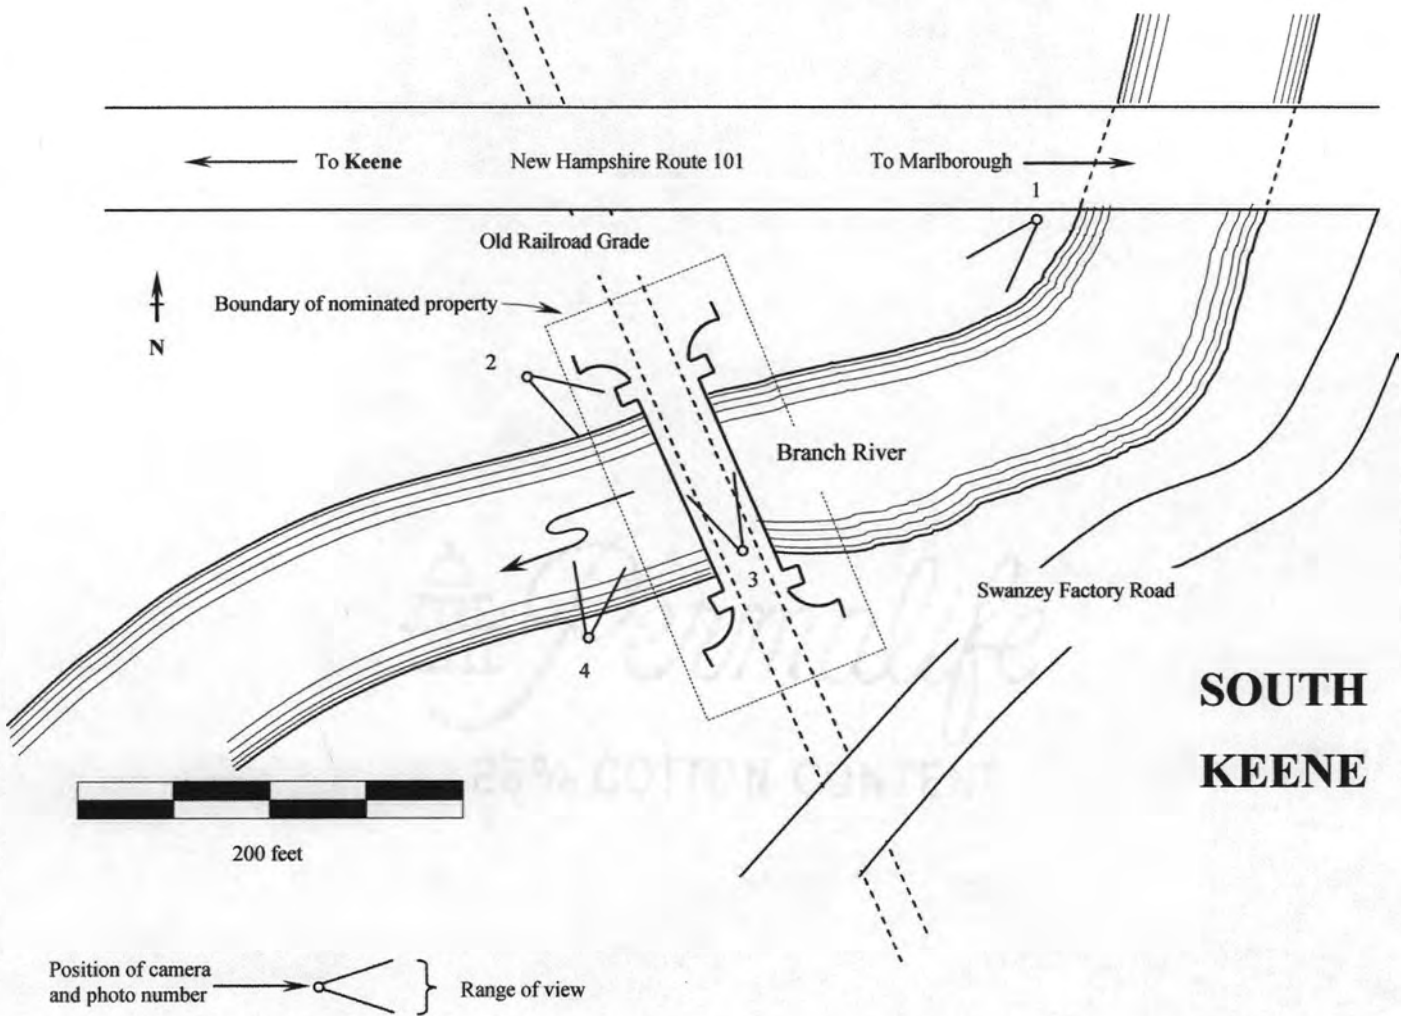 To Keene
New Hampshire Route 101
To Marlborough
1
Old Railroad Grade
Boundary of nominated property
N
2
Branch River
3
Swanzey Factory Road
4
SOUTH
KEENE
200 feet
Position of camera
and photo number
Range of view